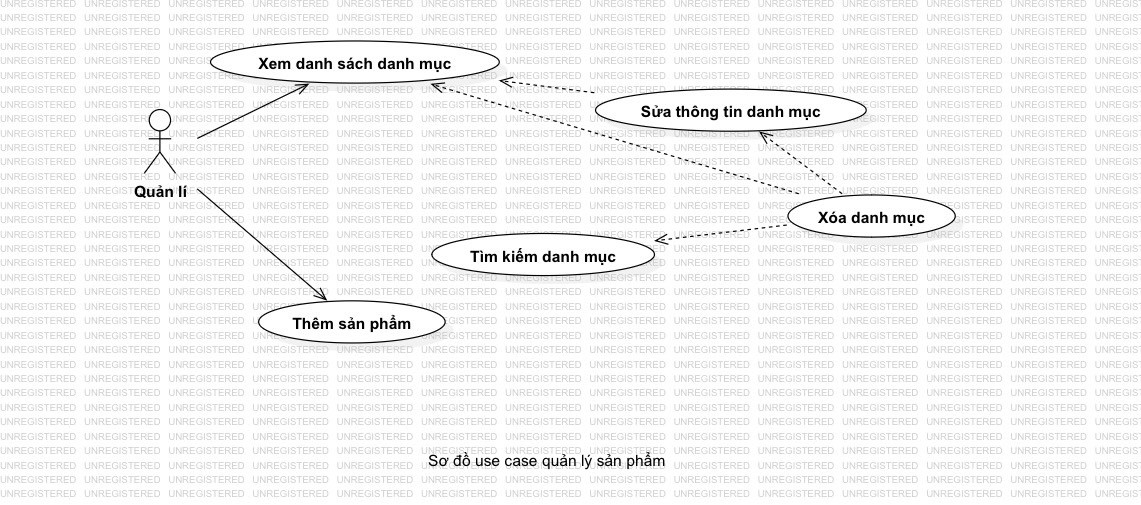 Xem danh sách danh mục
Sửa thông tin danh mục
Quản lí
Xóa danh mục
Tìm kiếm danh mục
Thêm sản phẩm
Sơ đồ use case quản lý sản phẩm
UNREGISTERED